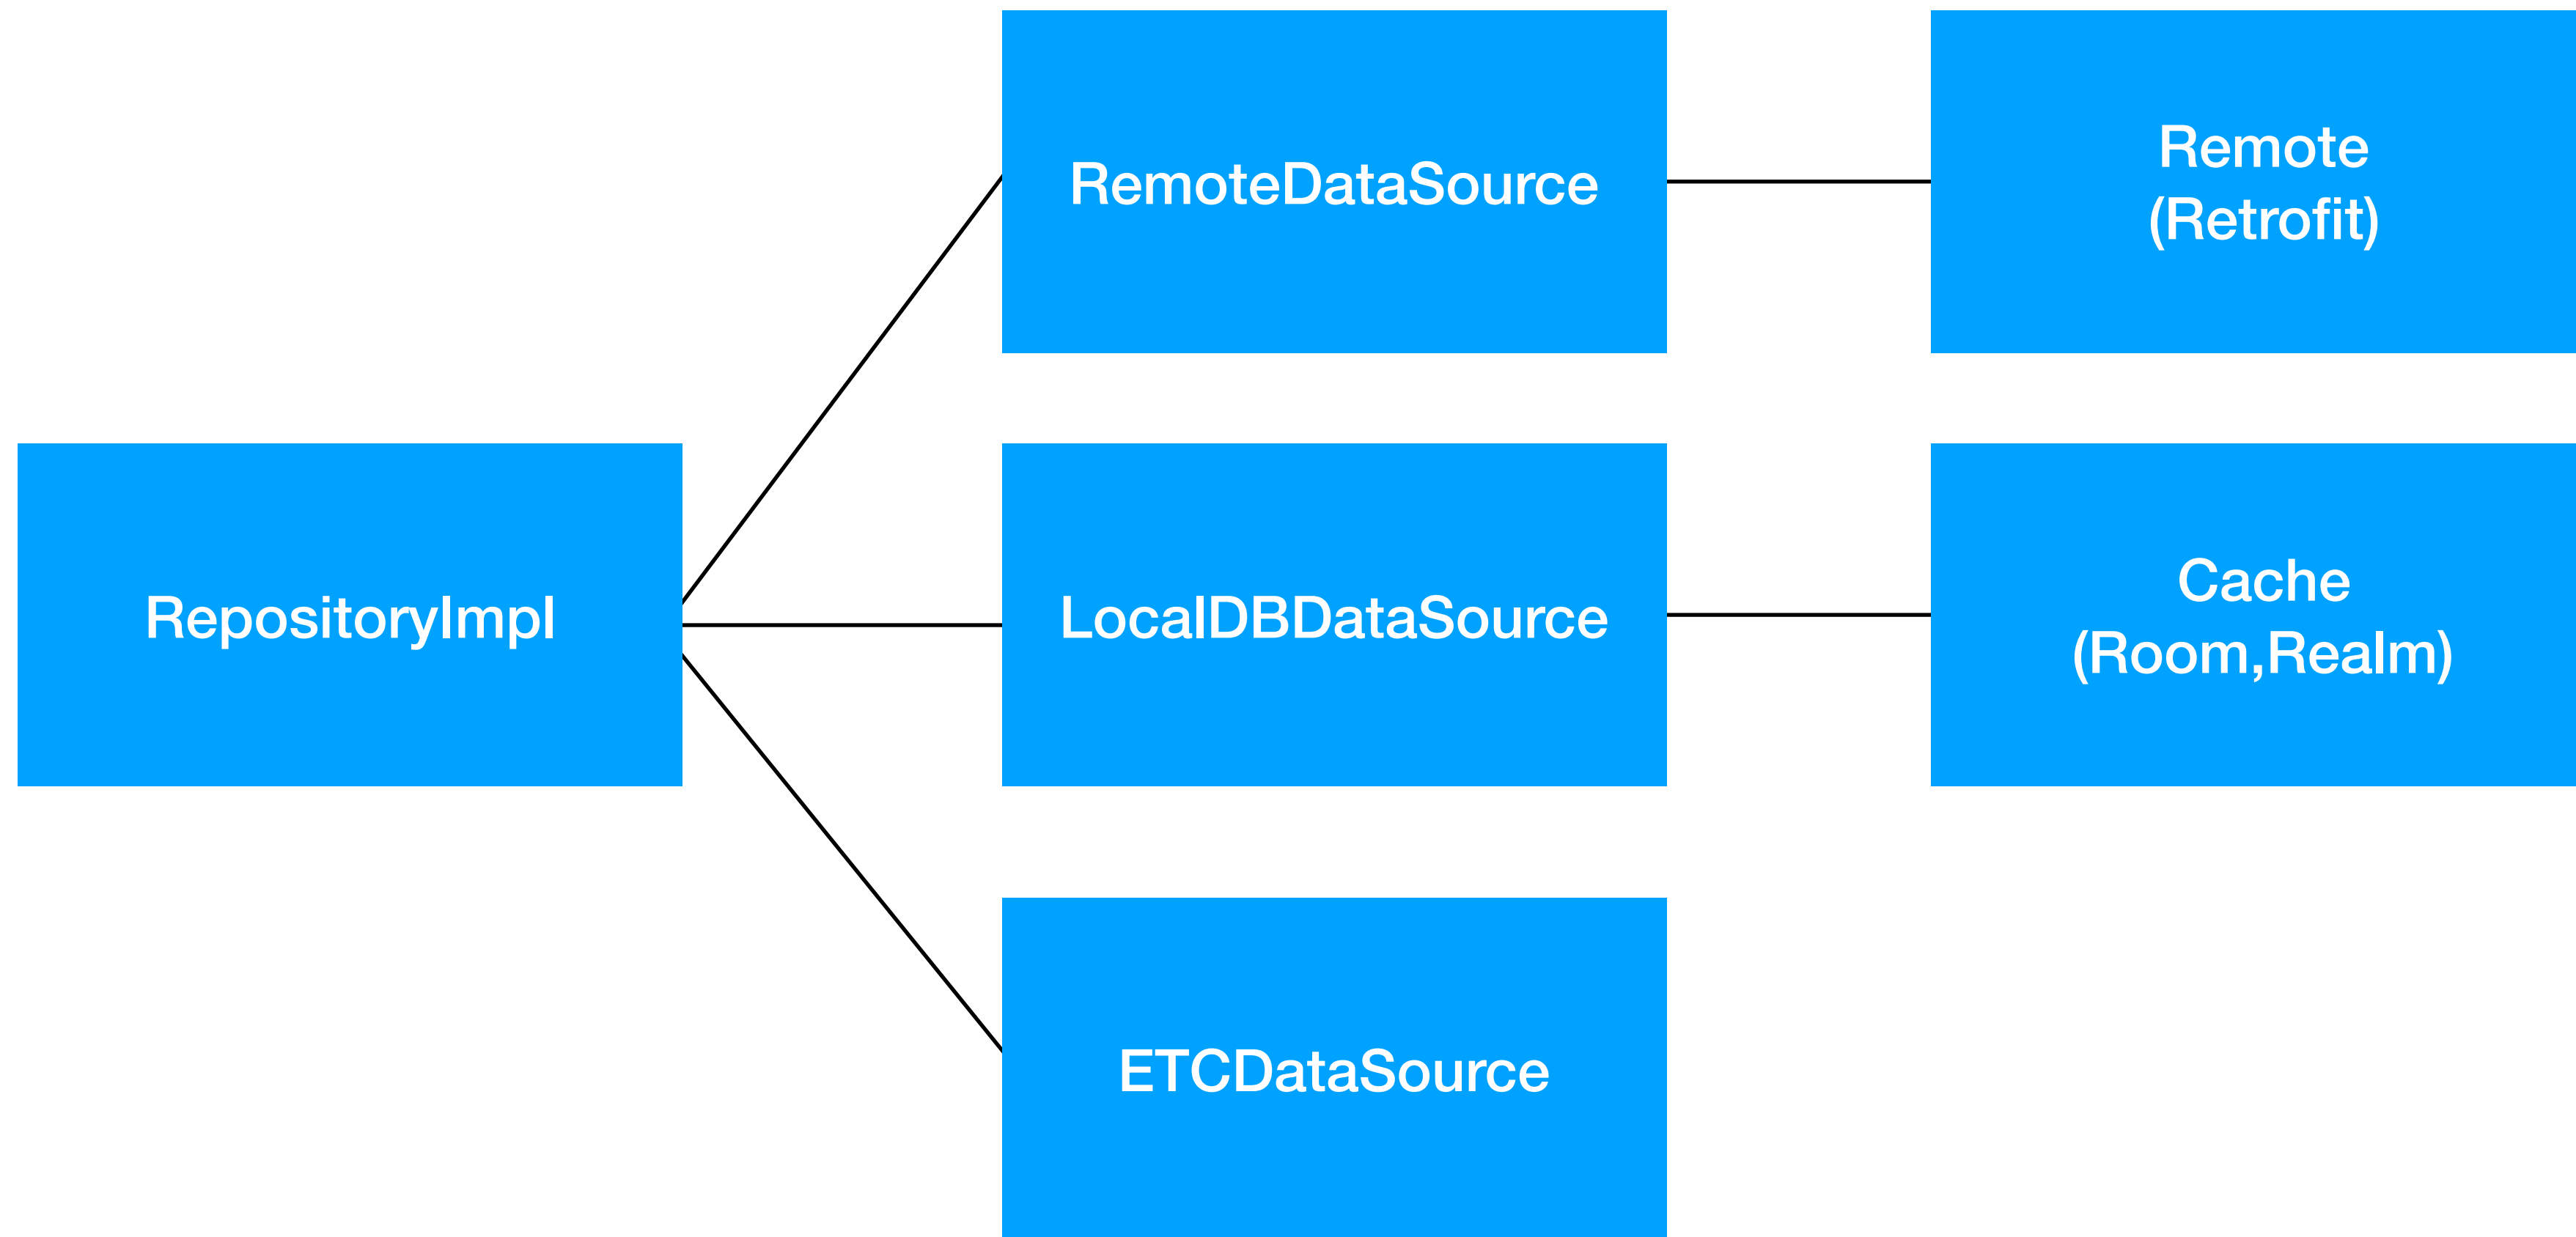 RemoteDataSource
Remote
(Retrofit)
RepositoryImpl
LocalDBDataSource
Cache
(Room,Realm)
ETCDataSource